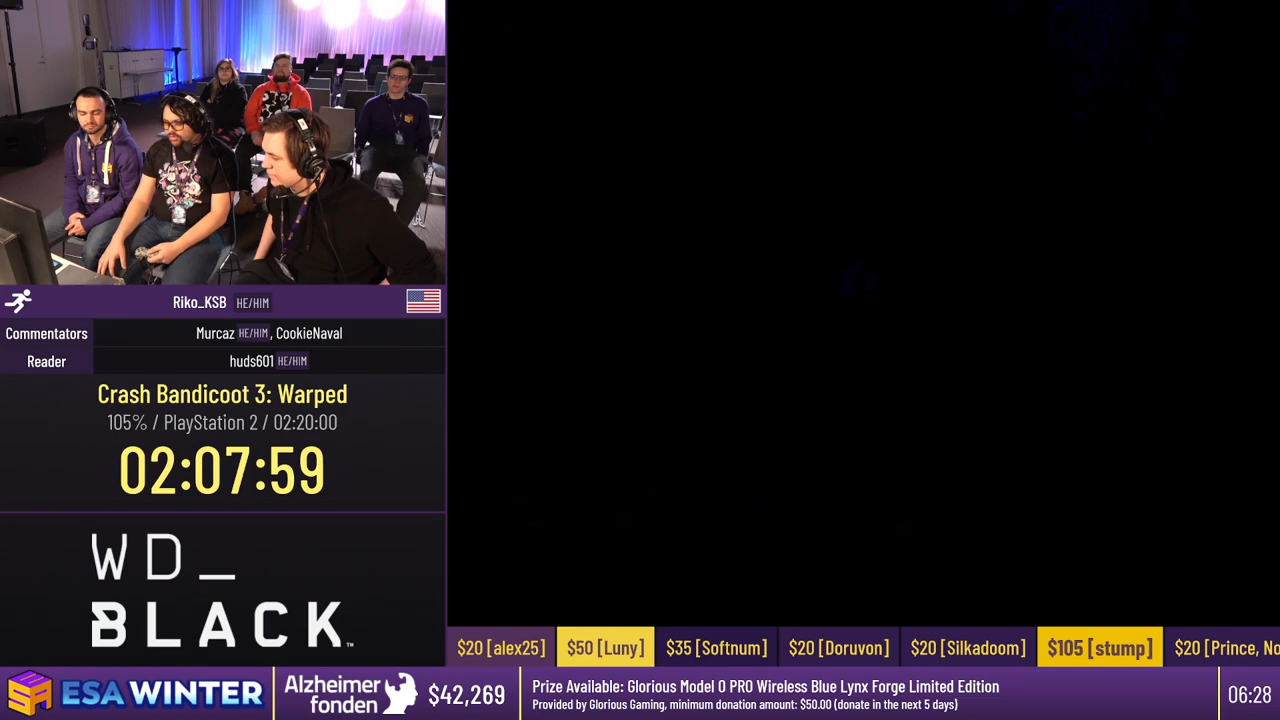 Riko_KSB HE/HIM
Commentators Murcaz HE/HIM, CookieNaval
Reader huds601 HE/HIM
Crash Bandicoot 3: Warped
105% / PlayStation 2 / 02:20:00
02:07:59
WD_
BLACK™
$20 [alex25] $50 [Luny] $35 [Softnum] $20 [Doruvon] $20 [Silkadoom] $105 [stump] $20 [Prince, No
ESA WINTER
Alzheimer
fonden
$42,269
Prize Available: Glorious Model O PRO Wireless Blue Lynx Forge Limited Edition
Provided by Glorious Gaming, minimum donation amount: $50.00 (donate in the next 5 days)
06:28